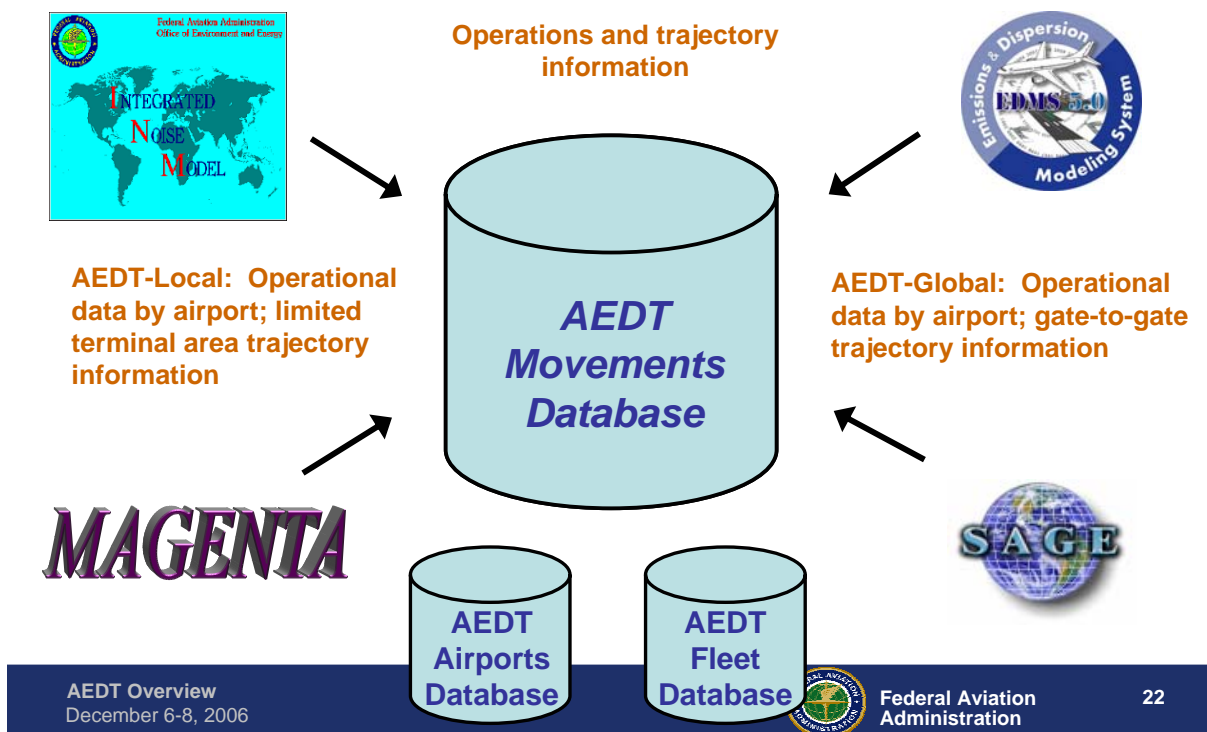 Federal Aviation Administration
Office of Environment and Energy
INTEGRATED
NOISE
MODEL
Operations and trajectory
information
Emissions & Dispersion
EDMS 5.0
Modeling System
AEDT-Local: Operational
data by airport; limited
terminal area trajectory
information
AEDT
Movements
Database
AEDT-Global: Operational
data by airport; gate-to-gate
trajectory information
MAGENTA
SAGE
AEDT
Airports
Database
AEDT
Fleet
Database
AEDT Overview
December 6-8, 2006
Federal Aviation
Administration
22